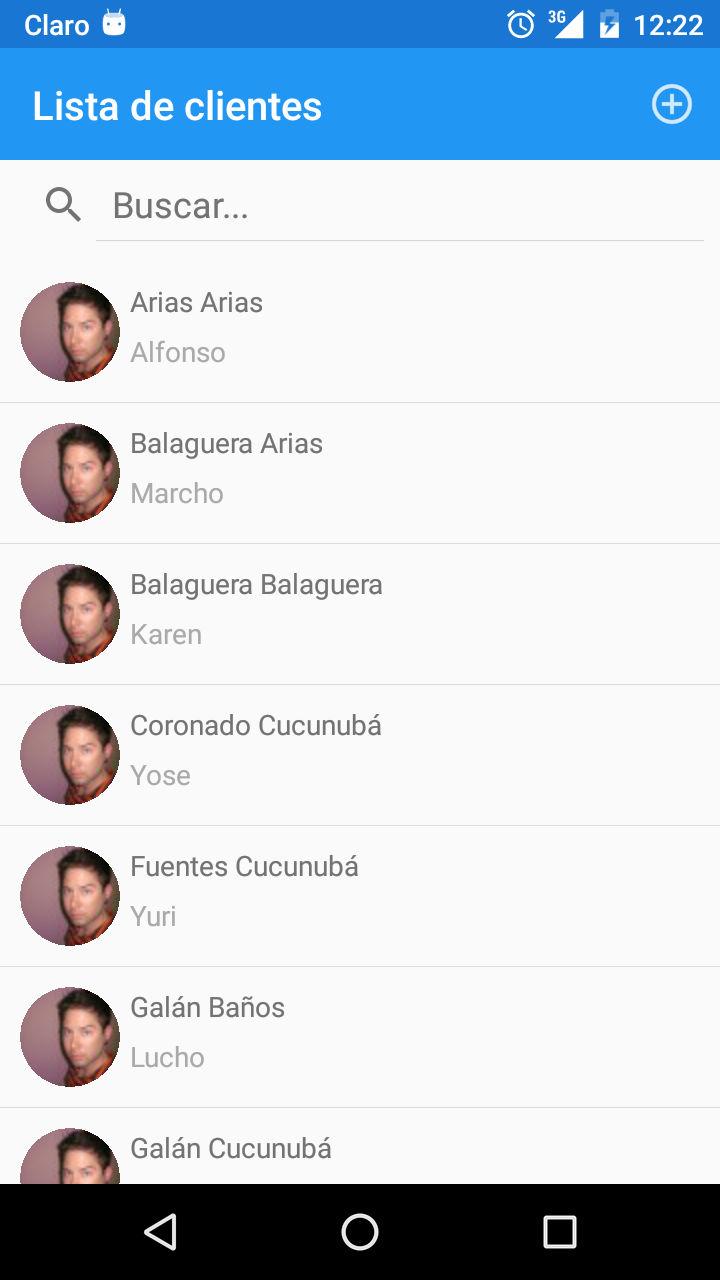 Claro 3G 12:22
Lista de clientes
Buscar...
Arias Arias
Alfonso
Balaguera Arias
Marcho
Balaguera Balaguera
Karen
Coronado Cucunubá
Yose
Fuentes Cucunubá
Yuri
Galán Baños
Lucho
Galán Cucunubá